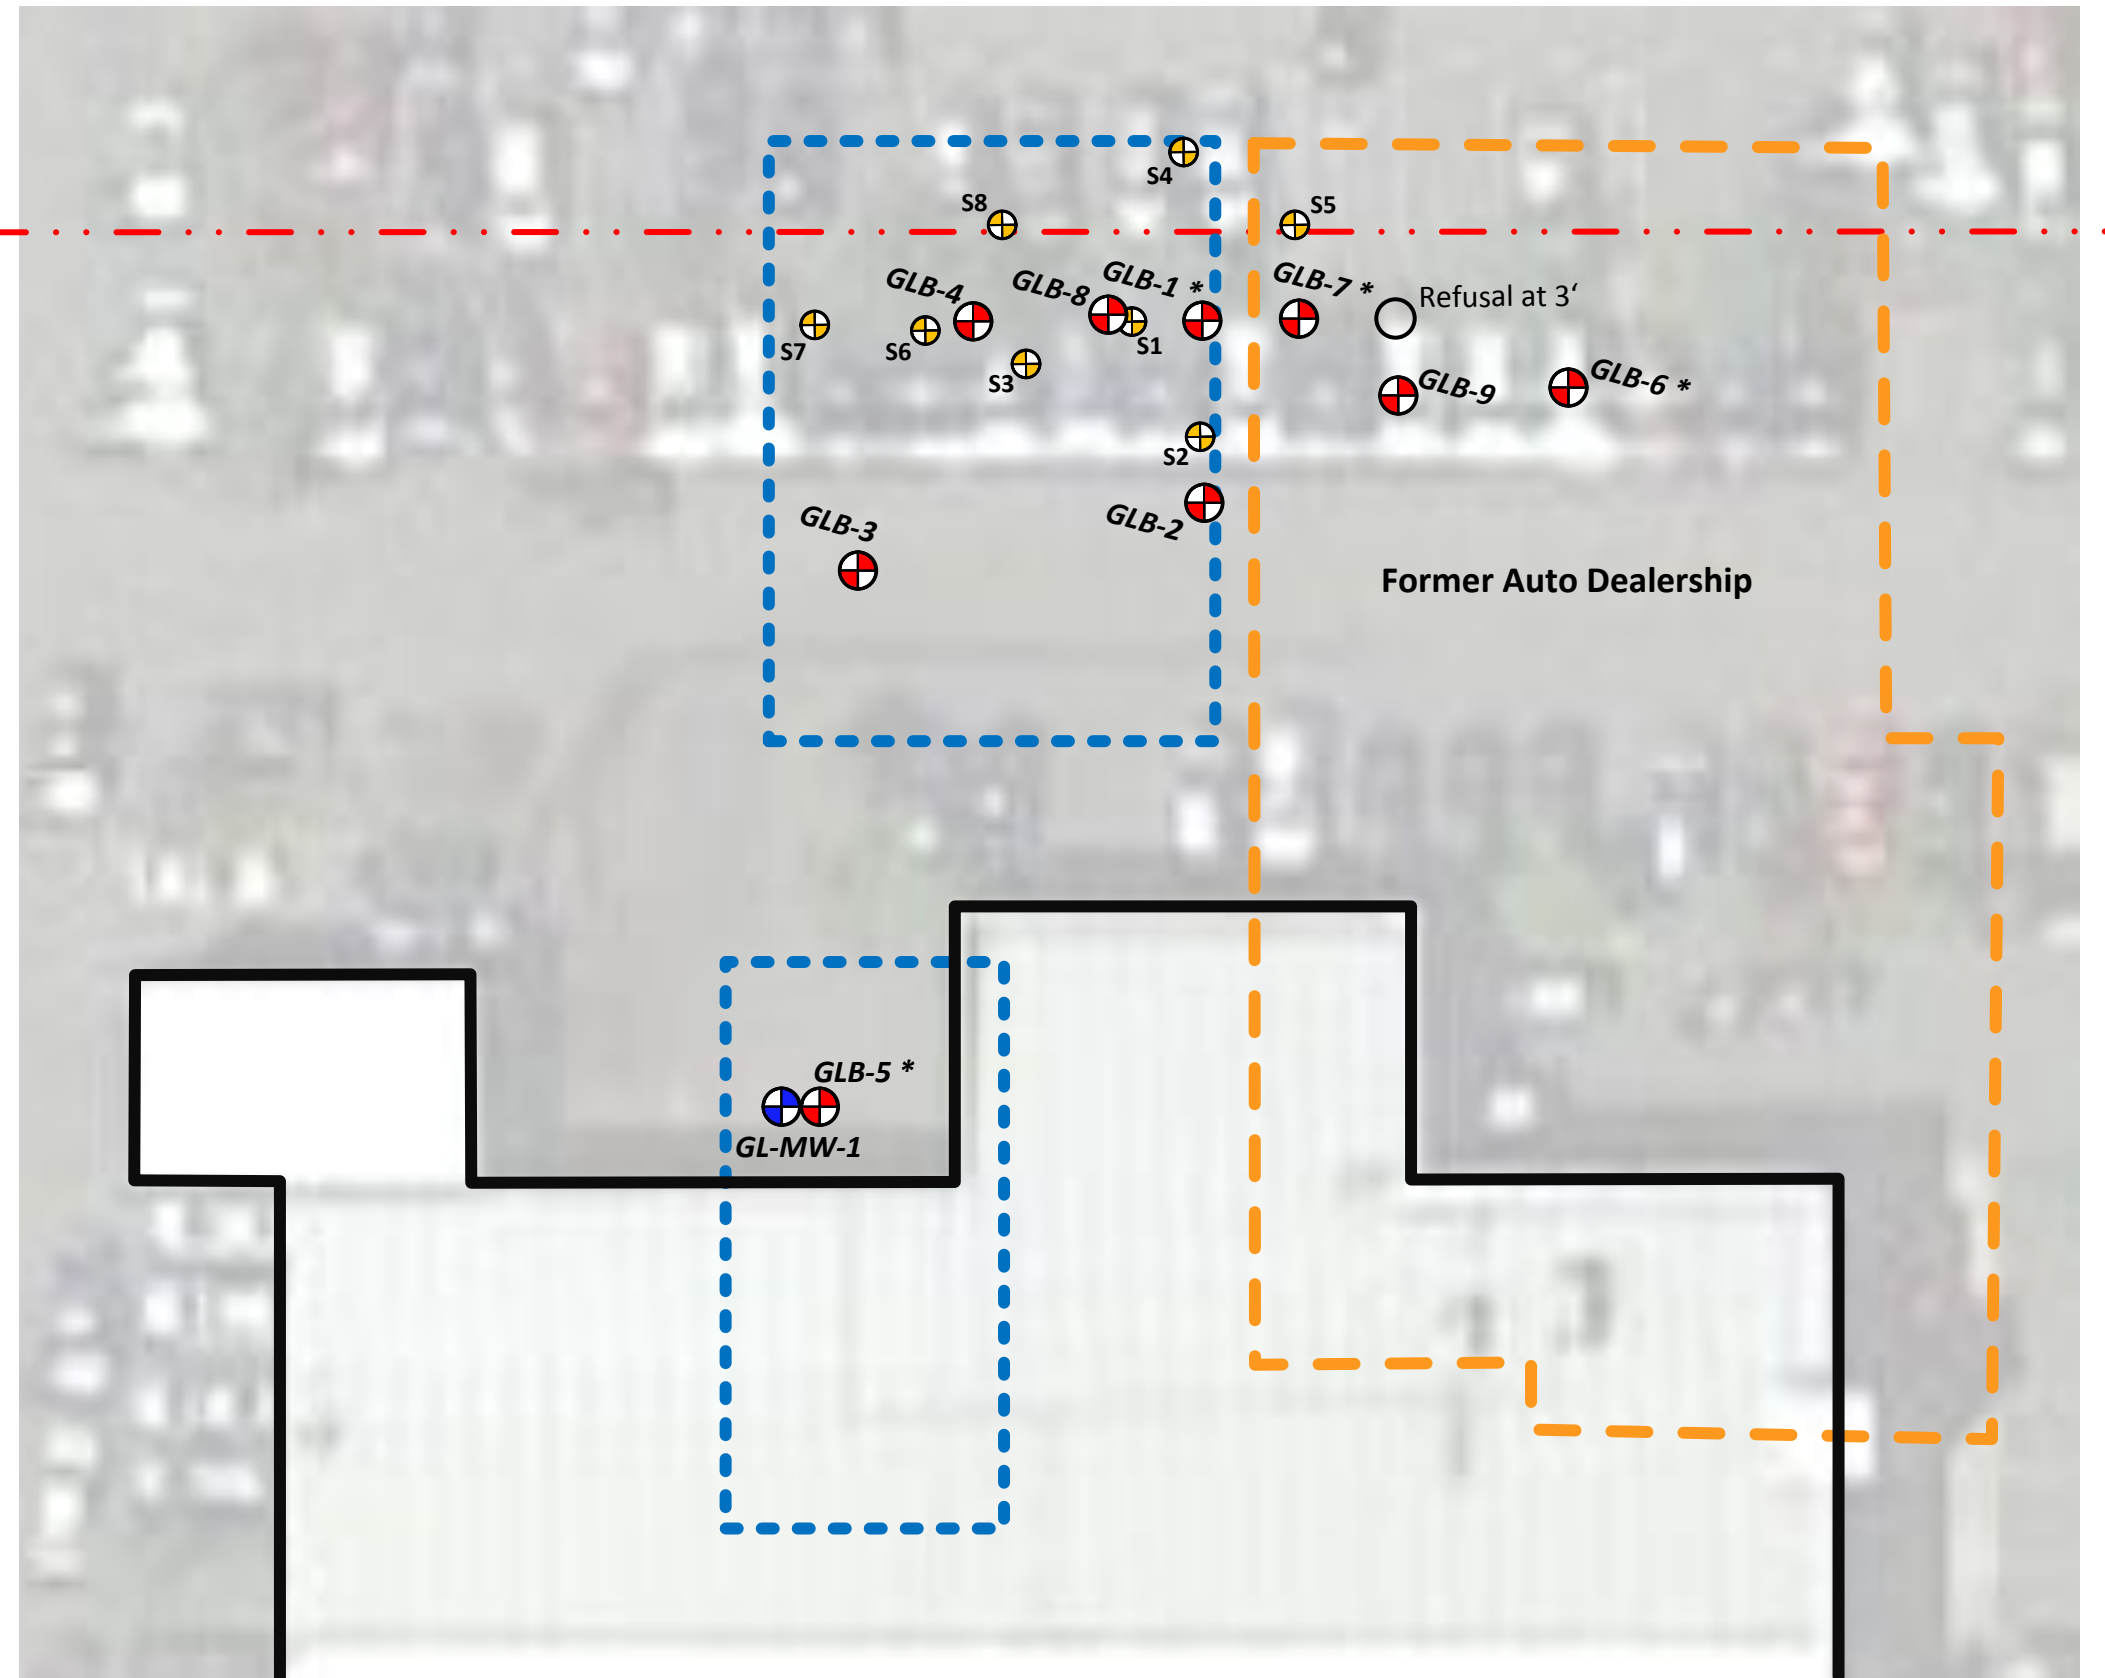 S4
S8
S5
GLB-4
GLB-8
GLB-1 *
GLB-7 *
Refusal at 3‘
S7
S6
S3
S1
GLB-9
GLB-6 *
S2
GLB-3
GLB-2
Former Auto Dealership
GLB-5 *
GL-MW-1